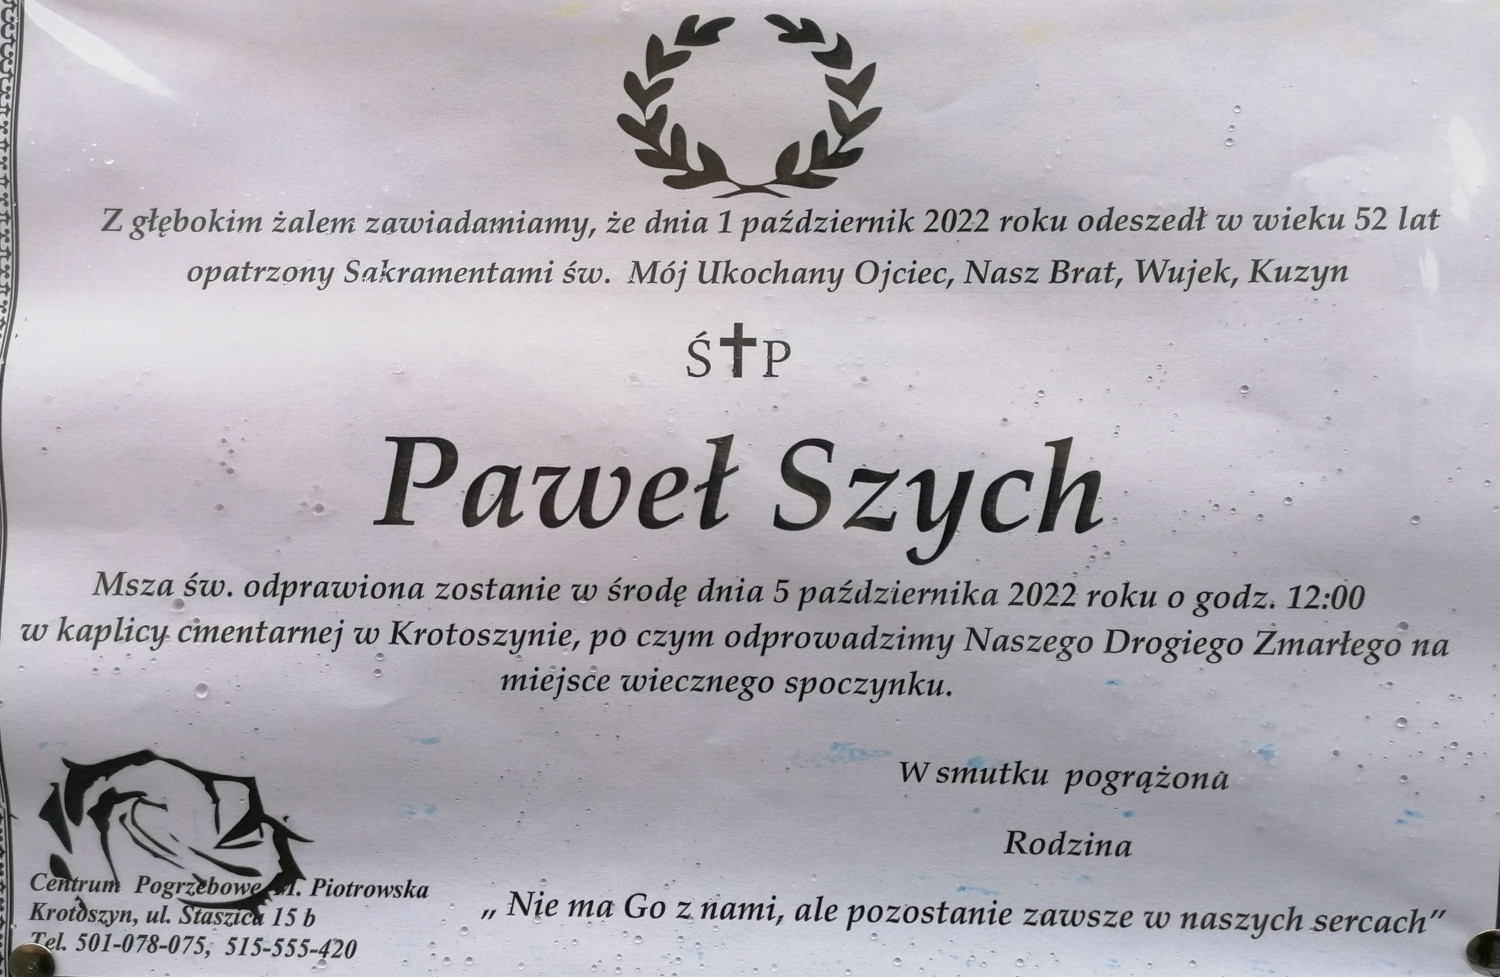 Z głębokim żalem zawiadamiamy, że dnia 1 październik 2022 roku odeszedł w wieku 52 lat
opatrzony Sakramentami św. Mój Ukochany Ojciec, Nasz Brat, Wujek, Kuzyn
Ś✝P
Paweł Szych
Msza św. odprawiona zostanie w środę dnia 5 października 2022 roku o godz. 12:00
w kaplicy cmentarnej w Krotoszynie, po czym odprowadzimy Naszego Drogiego Zmarłego na
miejsce wiecznego spoczynku.
W smutku pogrążona
Rodzina
„ Nie ma Go z nami, ale pozostanie zawsze w naszych sercach”
Centrum Pogrzebowe M. Piotrowska
Krotoszyn, ul. Staszica 15 b
Tel. 501-078-075, 515-555-420